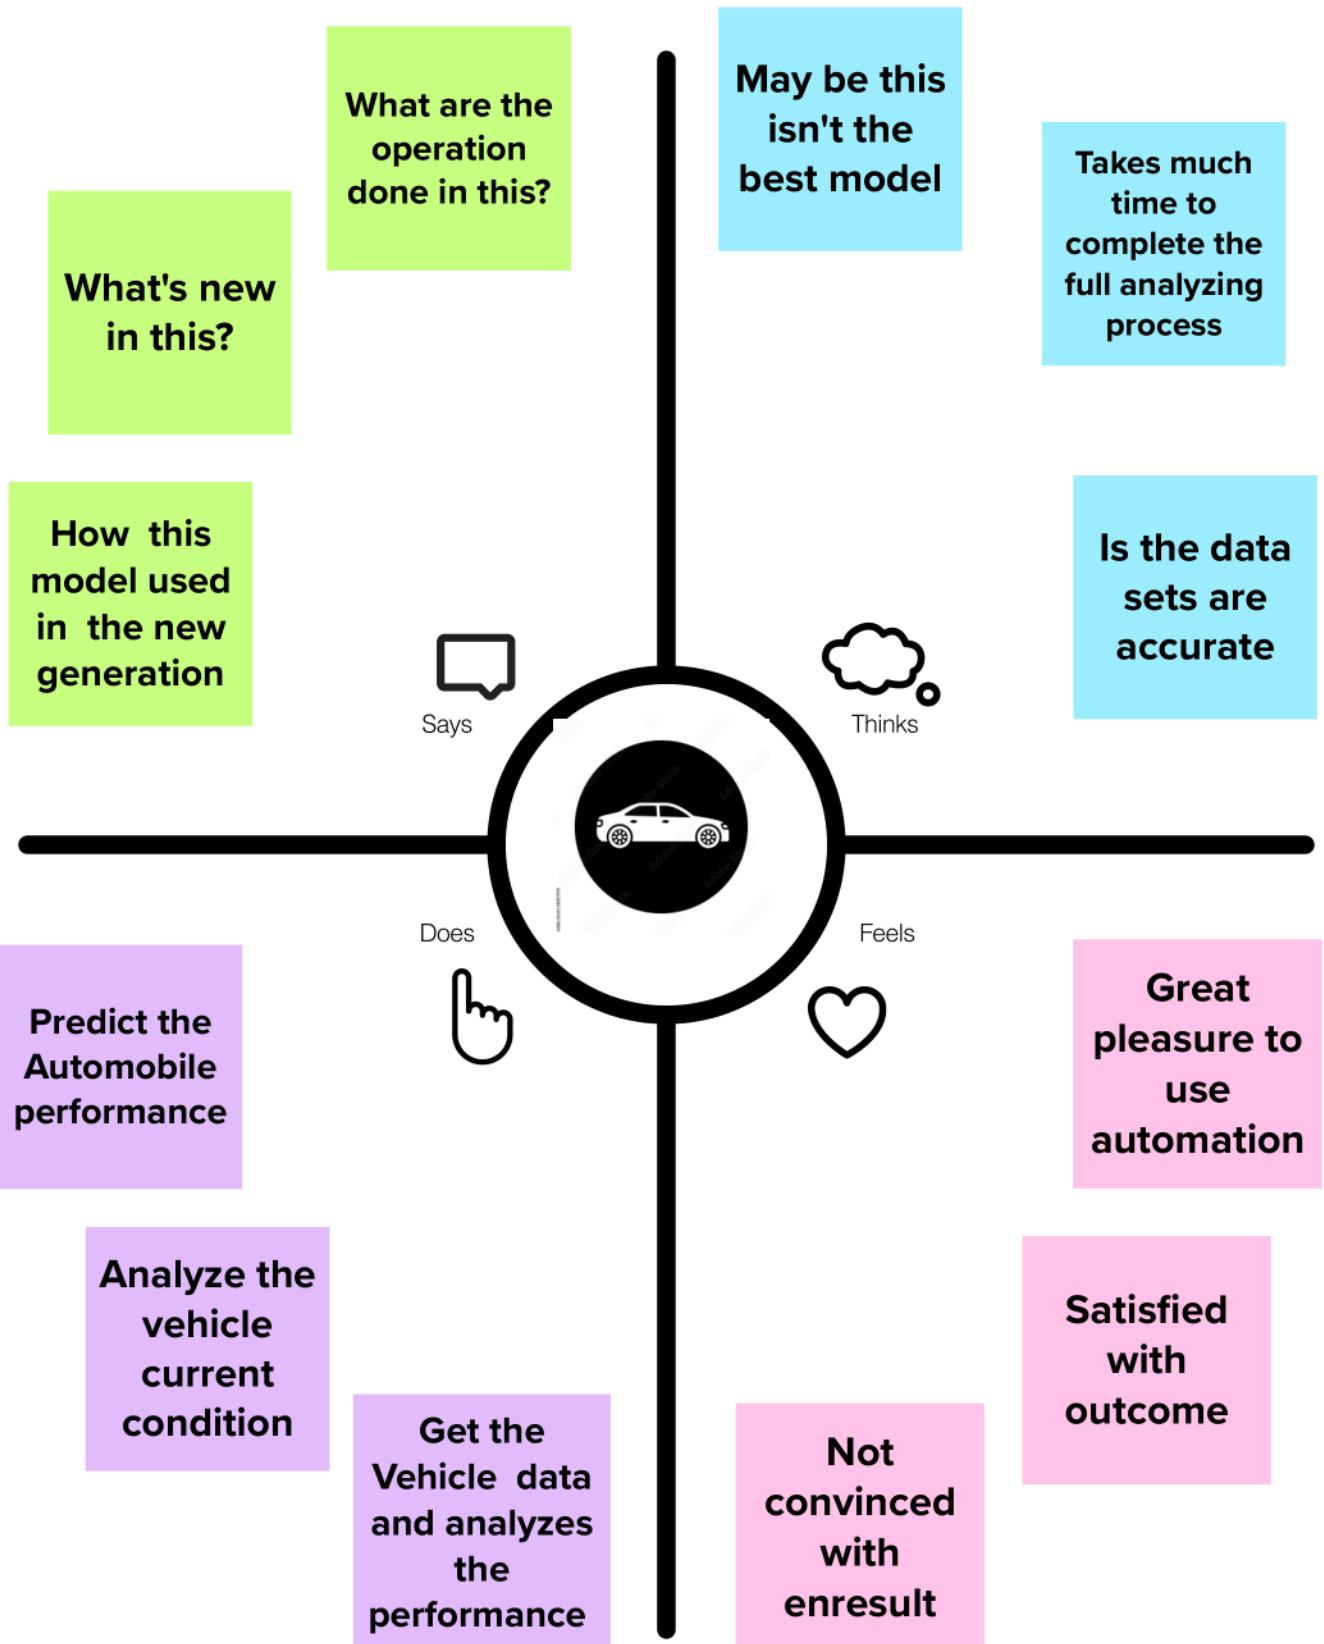 What are the
operation
done in this?
What's new
in this?
How this
model used
in the new
generation
Says
May be this
isn't the
best model
Takes much
time to
complete the
full analyzing
process
Is the data
sets are
accurate
Thinks
Does
Predict the
Automobile
performance
Analyze the
vehicle
current
condition
Get the
Vehicle data
and analyzes
the
performance
Feels
Great
pleasure to
use
automation
Satisfied
with
outcome
Not
convinced
with
enresult